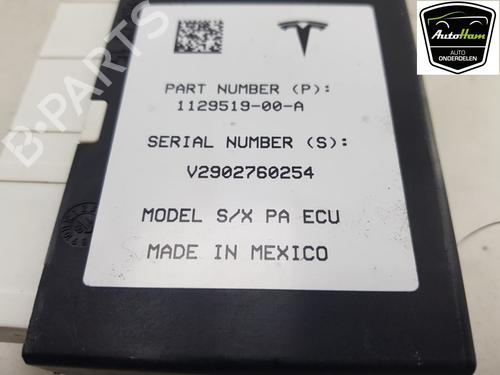 AutoHam
AUTO
ONDERDELEN
B-PARTS
PART NUMBER (P):
1129519-00-A
SERIAL NUMBER (S):
V2902760254
MODEL S/X PA ECU
MADE IN MEXICO